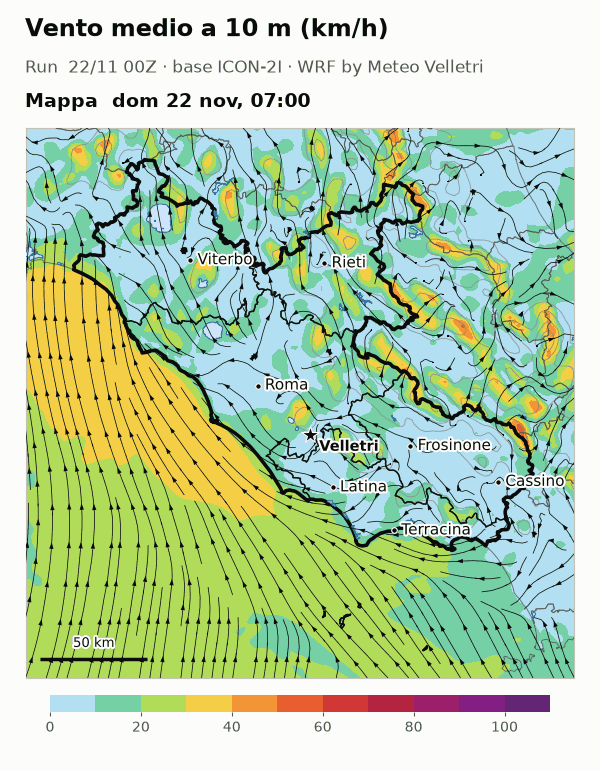 Vento medio a 10 m (km/h)
Run  22/11 00Z · base ICON-2I · WRF by Meteo Velletri
Mappa  dom 22 nov, 07:00
Viterbo
Rieti
Roma
Velletri
Frosinone
Latina
Cassino
Terracina
50 km
0 20 40 60 80 100